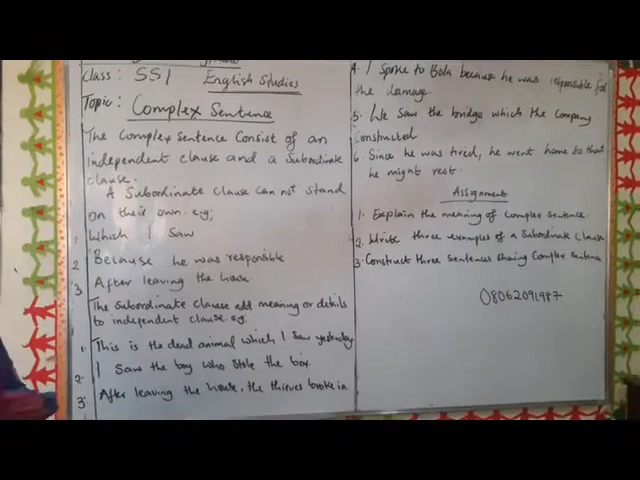 Class: SS1 English Studies
Topic: Complex Sentence
The Complex Sentence Consist of an
independent clause and a Subordinate
clause.
A Subordinate clause can not stand
on their own. e.g;
1. Which I Saw
2 Because he was responsible
3 After leaving the house.
The Subordinate clause add meaning or details
to independent clause. e.g.
1. This is the dead animal which I Saw yesterday
2. I Saw the boy who Stole the box.
3. After leaving the house, the thieves broke in.
4. I Spoke to Bola because he was responsible for
the damage.
5. We Saw the bridge which the Company
Constructed
6. Since he was tired, he went home so that
he might rest.
Assignment
1. Explain the meaning of Complex Sentence.
2. Write three examples of a Subordinate Clause
3. Construct three Sentences Showing Complex Sentence
08062091987